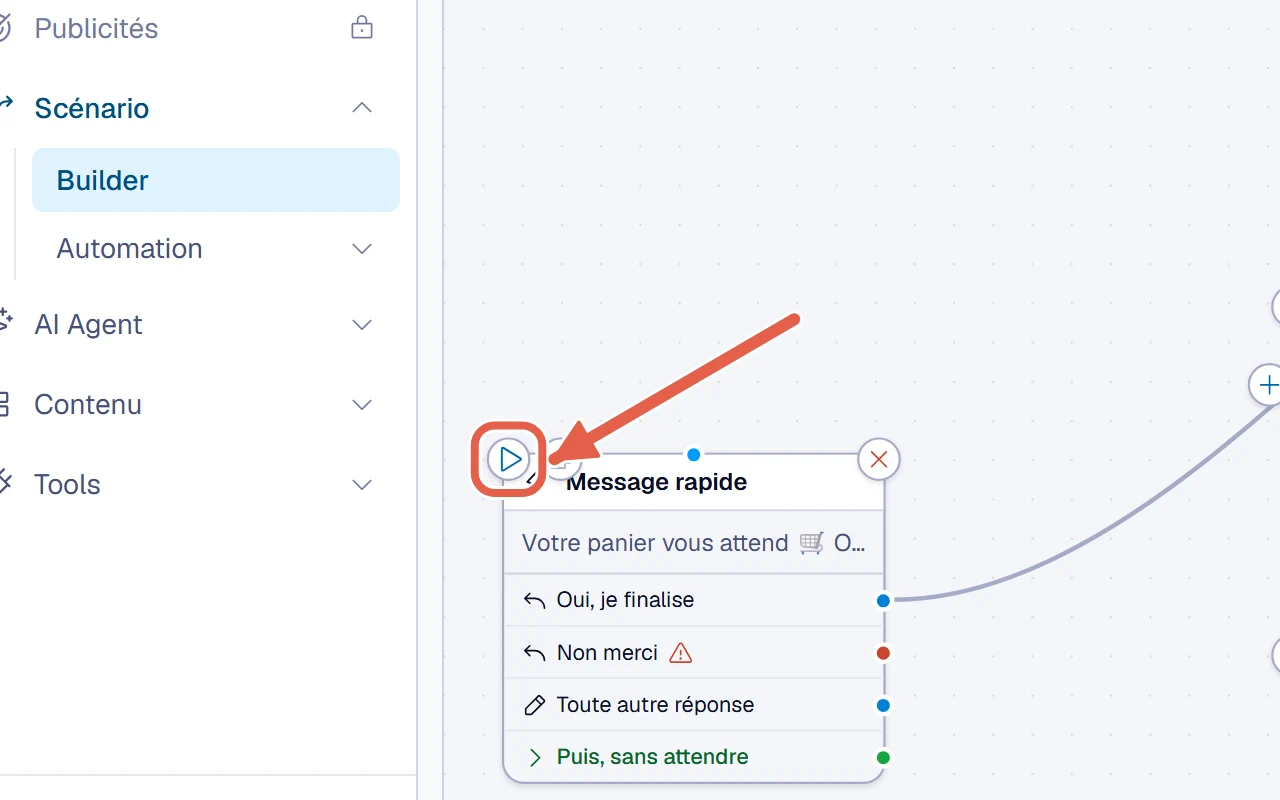 Publicités
Scénario
Builder
Automation
AI Agent
Contenu
Tools
Message rapide
Votre panier vous attend 🛒 O...
Oui, je finalise
Non merci
Toute autre réponse
Puis, sans attendre